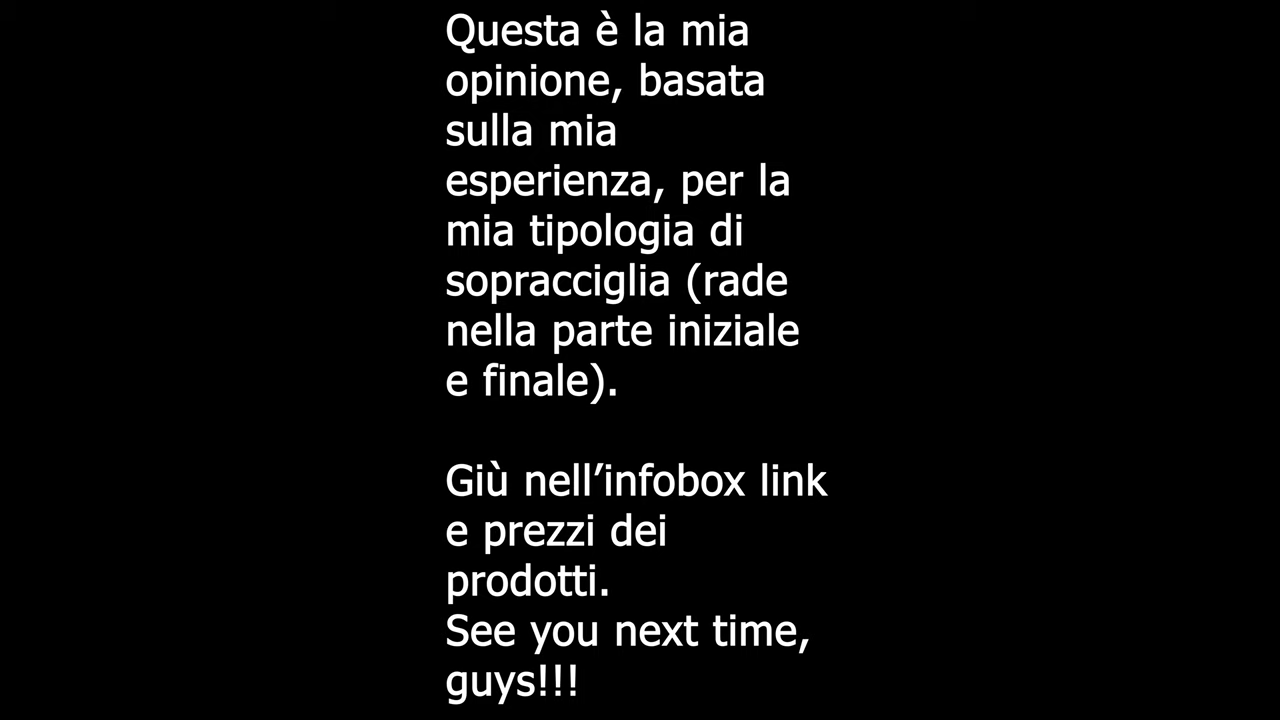 Questa è la mia
opinione, basata
sulla mia
esperienza, per la
mia tipologia di
sopracciglia (rade
nella parte iniziale
e finale).
Giù nell’infobox link
e prezzi dei
prodotti.
See you next time,
guys!!!